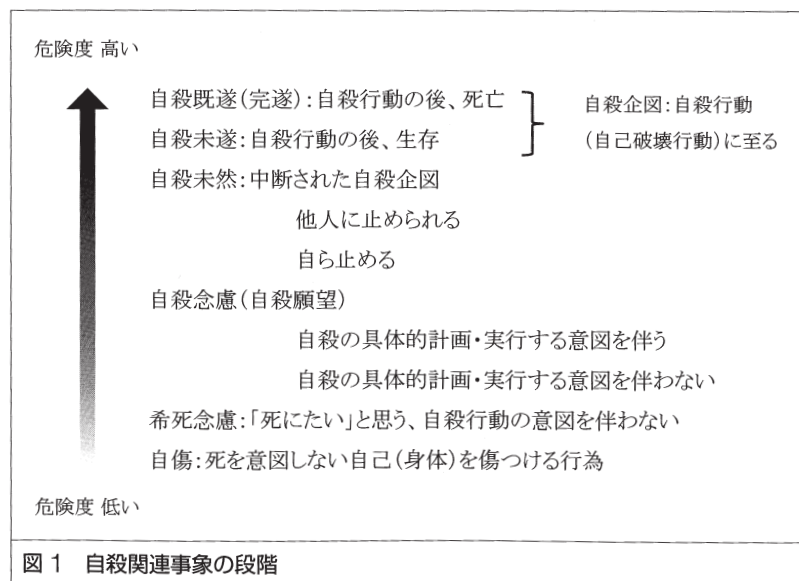 危険度 高い
自殺既遂（完遂）：自殺行動の後、死亡
自殺未遂：自殺行動の後、生存
自殺企図：自殺行動
（自己破壊行動）に至る
自殺未然：中断された自殺企図
他人に止められる
自ら止める
自殺念慮（自殺願望）
自殺の具体的計画・実行する意図を伴う
自殺の具体的計画・実行する意図を伴わない
希死念慮：「死にたい」と思う、自殺行動の意図を伴わない
自傷：死を意図しない自己（身体）を傷つける行為
危険度 低い
図1　自殺関連事象の段階